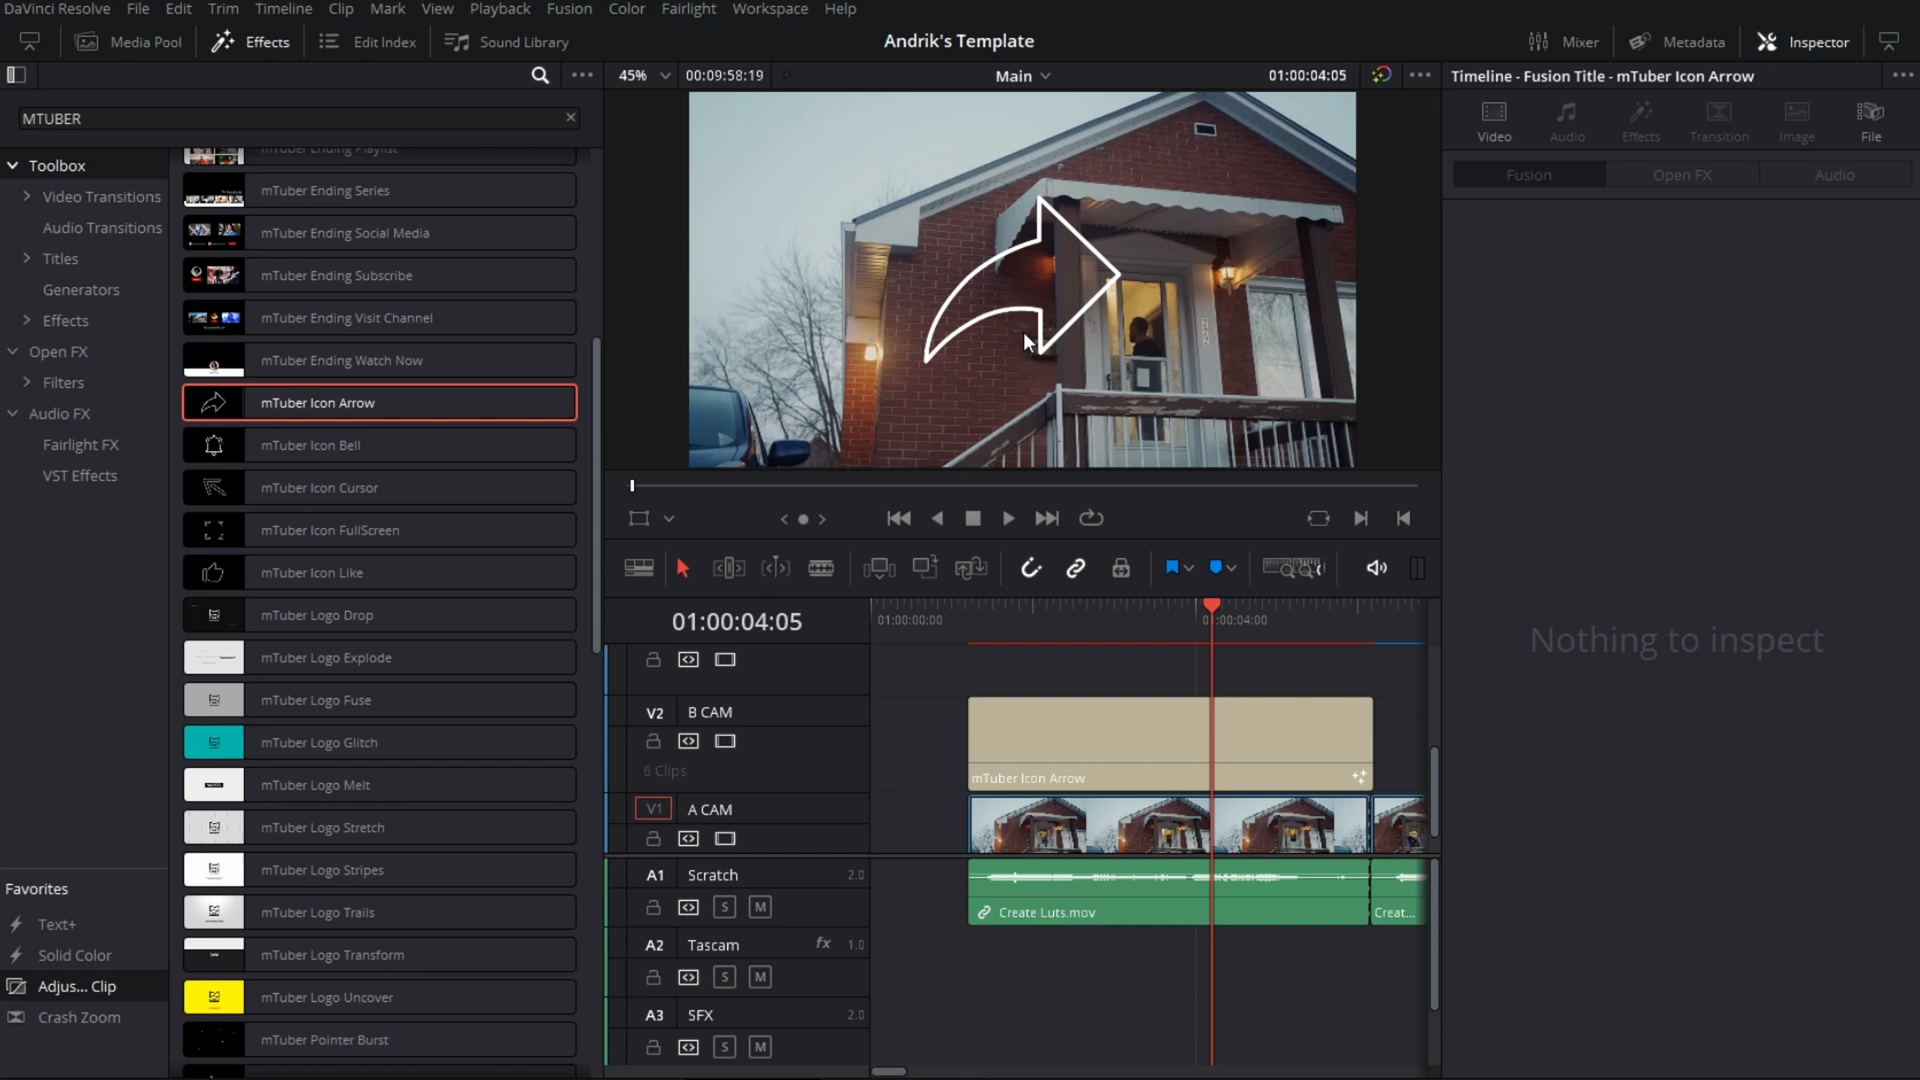 DaVinci Resolve File Edit Trim Timeline Clip Mark View Playback Fusion Color Fairlight Workspace Help
Media Pool Effects Edit Index Sound Library Andrik's Template Mixer Metadata Inspector
45% 00:09:58:19 Main 01:00:04:05 Timeline - Fusion Title - mTuber Icon Arrow
MTUBER
Video Audio Effects Transition Image File
Fusion Open FX Audio
Nothing to inspect
Toolbox
Video Transitions
Audio Transitions
Titles
Generators
Effects
Open FX
Filters
Audio FX
Fairlight FX
VST Effects
Favorites
Text+
Solid Color
Adjus... Clip
Crash Zoom
mTuber Ending Playlist
mTuber Ending Series
mTuber Ending Social Media
mTuber Ending Subscribe
mTuber Ending Visit Channel
mTuber Ending Watch Now
mTuber Icon Arrow
mTuber Icon Bell
mTuber Icon Cursor
mTuber Icon FullScreen
mTuber Icon Like
mTuber Logo Drop
mTuber Logo Explode
mTuber Logo Fuse
mTuber Logo Glitch
mTuber Logo Melt
mTuber Logo Stretch
mTuber Logo Stripes
mTuber Logo Trails
mTuber Logo Transform
mTuber Logo Uncover
mTuber Pointer Burst
01:00:04:05 01:00:00:00 01:00:04:00
V2 B CAM
6 Clips
mTuber Icon Arrow
V1 A CAM
A1 Scratch 2.0
S M
Create Luts.mov Creat...
A2 Tascam fx 1.0
S M
A3 SFX 2.0
S M